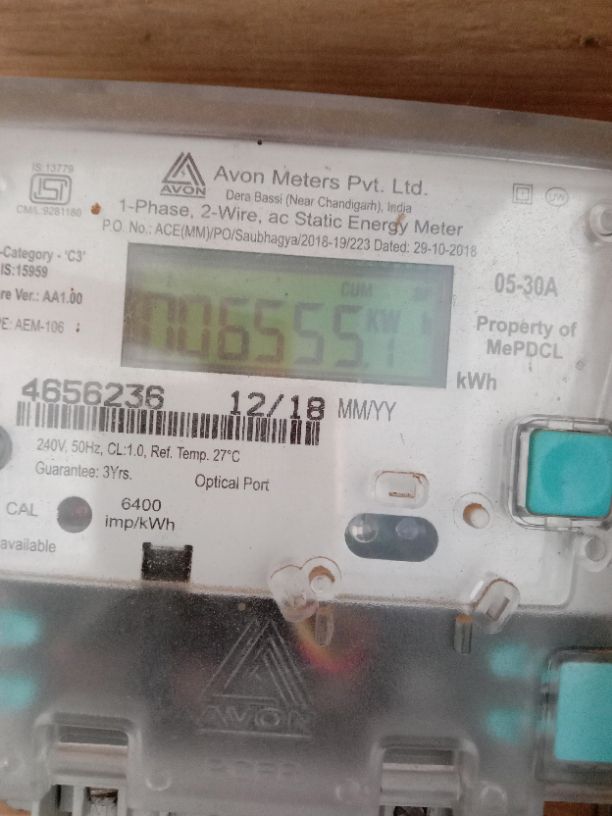 IS:13779
CM/L:9281180
AVON
Avon Meters Pvt. Ltd.
Dera Bassi (Near Chandigarh), India
1-Phase, 2-Wire, ac Static Energy Meter
P.O. No.: ACE(MM)/PO/Saubhagya/2018-19/223 Dated: 29-10-2018
-Category - 'C3'
IS:15959
re Ver.: AA1.00
PE: AEM-106
CUM
006555.1 KW h
05-30A
Property of
MePDCL
kWh
4656236 12/18 MM/YY
240V, 50Hz, CL:1.0, Ref. Temp. 27°C
Guarantee: 3Yrs.
Optical Port
CAL
6400
imp/kWh
available
AVON